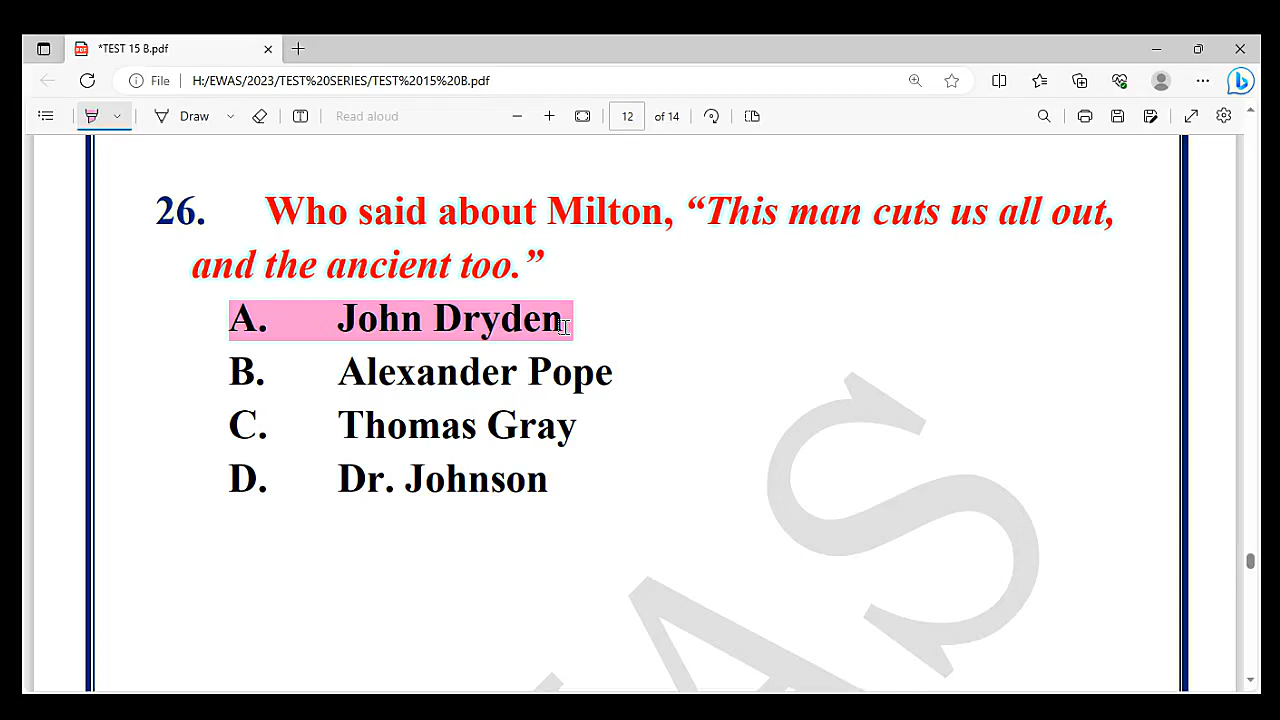 *TEST 15 B.pdf
File H:/EWAS/2023/TEST%20SERIES/TEST%2015%20B.pdf
Draw Read aloud 12 of 14
26. Who said about Milton, “This man cuts us all out,
and the ancient too.”
A. John Dryden
B. Alexander Pope
C. Thomas Gray
D. Dr. Johnson
AS